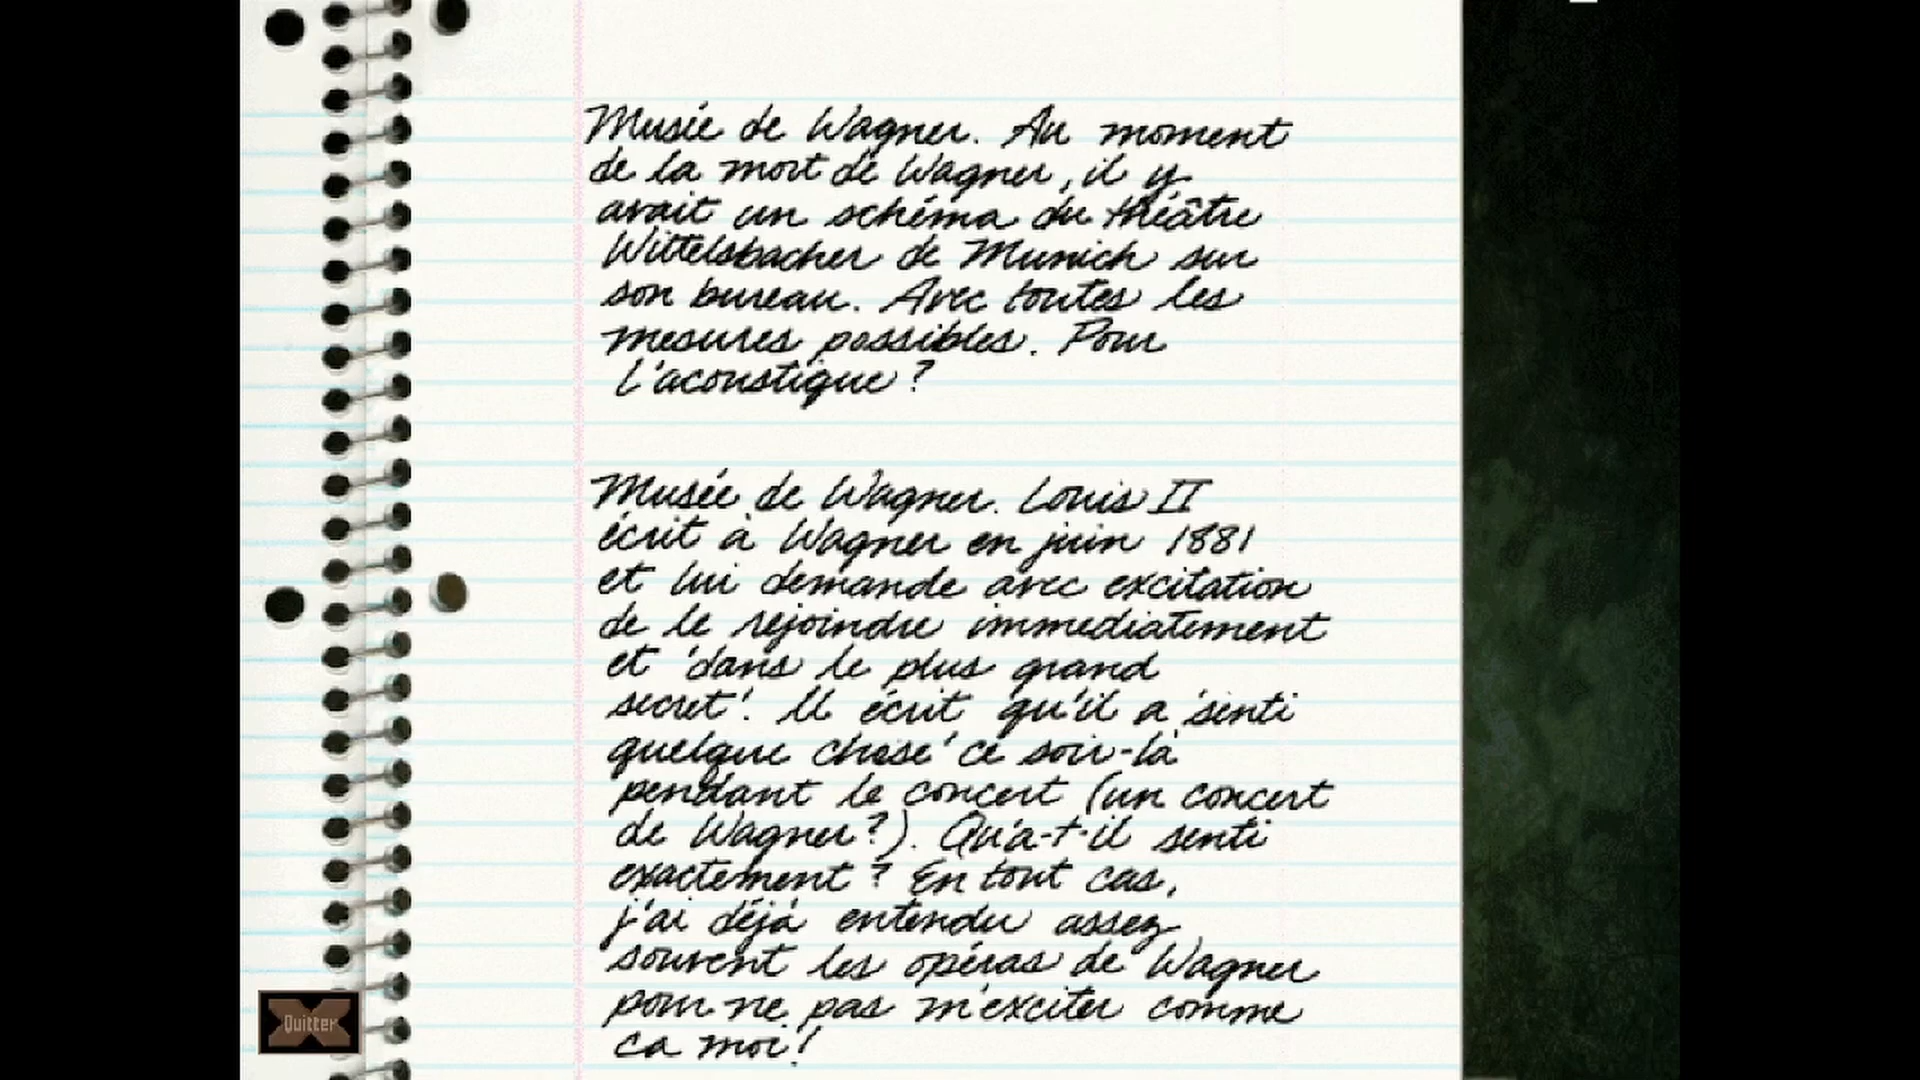 Musée de Wagner. Au moment
de la mort de Wagner, il y
avait un schéma du théâtre
Wittelsbacher de Munich sur
son bureau. Avec toutes les
mesures possibles. Pour
l'acoustique ?
Musée de Wagner. Louis II
écrit à Wagner en juin 1881
et lui demande avec excitation
de le rejoindre immediatement
et 'dans le plus grand
secret'. Il écrit qu'il a 'senti
quelque chose' ce soir-là
pendant le concert (un concert
de Wagner ?). Qu'a-t-il senti
exactement ? En tout cas,
j'ai déjà entendu assez
souvent les opéras de Wagner
pour ne pas m'exciter comme
ca moi !
Quitter